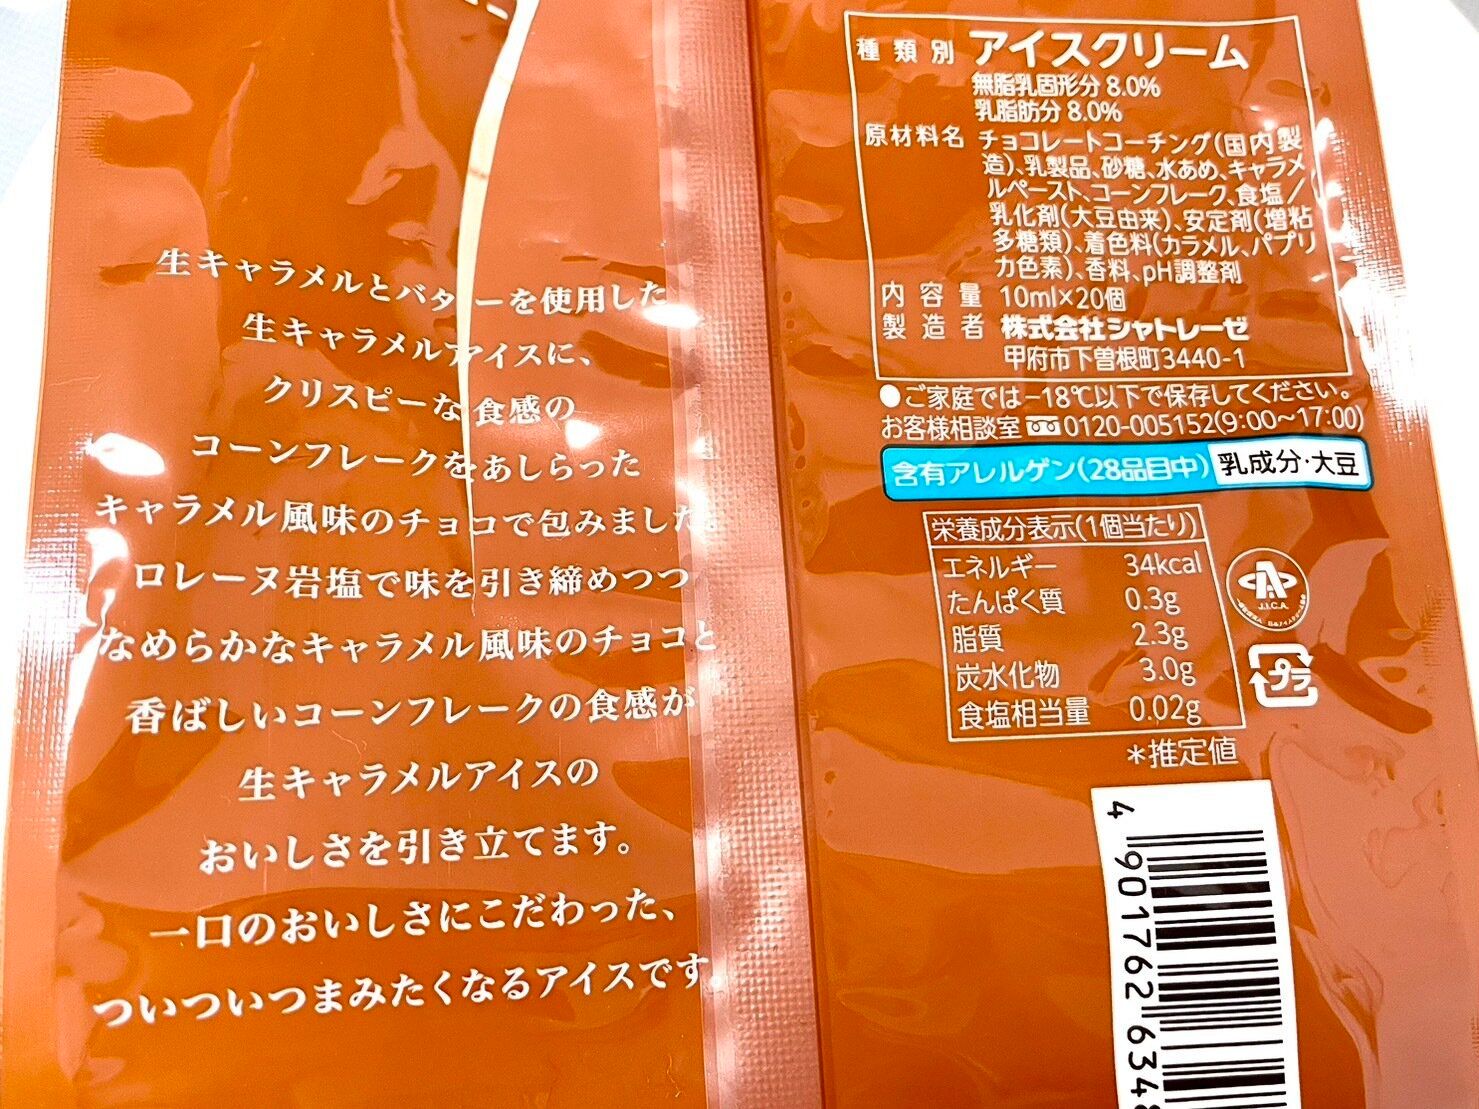 生キャラメルとバターを使用した
生キャラメルアイスに、
クリスピーな食感の
コーンフレークをあしらった
キャラメル風味のチョコで包みました。
ロレーヌ岩塩で味を引き締めつつ
なめらかなキャラメル風味のチョコと
香ばしいコーンフレークの食感が
生キャラメルアイスの
おいしさを引き立てます。
一口のおいしさにこだわった、
ついついつまみたくなるアイスです。
種類別 アイスクリーム
無脂乳固形分 8.0%
乳脂肪分 8.0%
原材料名 チョコレートコーチング(国内製
造)、乳製品、砂糖、水あめ、キャラメ
ルペースト、コーンフレーク、食塩/
乳化剤(大豆由来)、安定剤(増粘
多糖類)、着色料(カラメル、パプリ
カ色素)、香料、pH調整剤
内容量 10ml×20個
製造者 株式会社シャトレーゼ
甲府市下曽根町3440-1
●ご家庭では-18℃以下で保存してください。
お客様相談室 0120-005152(9:00〜17:00)
含有アレルゲン(28品目中) 乳成分・大豆
栄養成分表示(1個当たり)
エネルギー 34kcal
たんぱく質 0.3g
脂質 2.3g
炭水化物 3.0g
食塩相当量 0.02g
*推定値
J.I.C.A.
プラ
4 901762 634